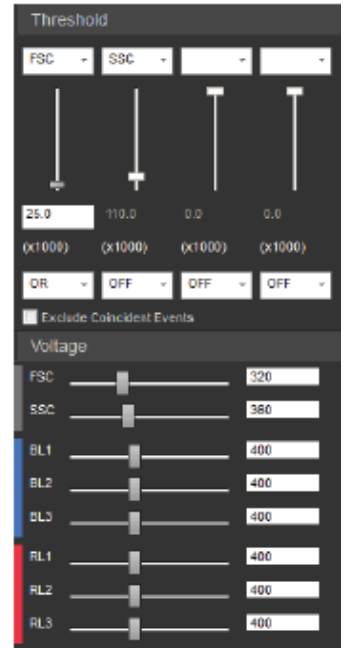 Threshold
FSC SSC
25.0 110.0 0.0 0.0
(x1000) (x1000) (x1000) (x1000)
OR OFF OFF OFF
Exclude Coincident Events
Voltage
FSC 320
SSC 380
BL1 400
BL2 400
BL3 400
RL1 400
RL2 400
RL3 400